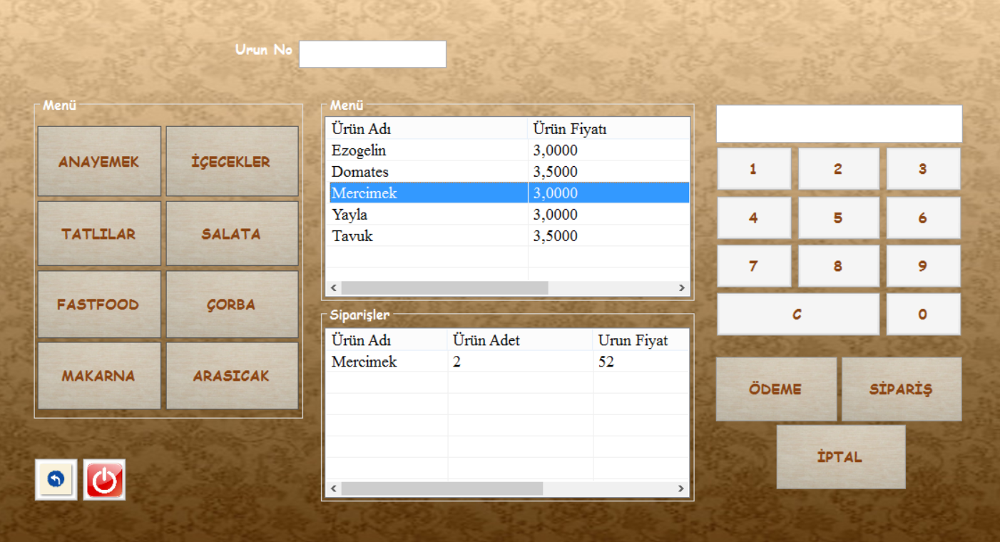 Urun No
Menü
ANAYEMEK İÇECEKLER
TATLILAR SALATA
FASTFOOD ÇORBA
MAKARNA ARASICAK
Menü
Ürün Adı Ürün Fiyatı
Ezogelin 3,0000
Domates 3,5000
Mercimek 3,0000
Yayla 3,0000
Tavuk 3,5000
Siparişler
Ürün Adı Ürün Adet Urun Fiyat
Mercimek 2 52
1 2 3
4 5 6
7 8 9
C 0
ÖDEME SİPARİŞ
İPTAL